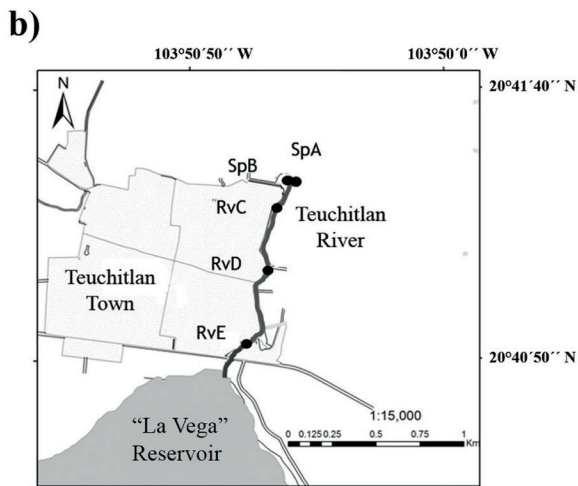 b)
103°50´50´´ W
103°50´0´´ W
20°41´40´´ N
N
SpA
SpB
RvC
Teuchitlan
River
RvD
Teuchitlan
Town
RvE
20°40´50´´ N
1:15,000
"La Vega"
Reservoir
0 0.125 0.25 0.5 0.75 1
Km